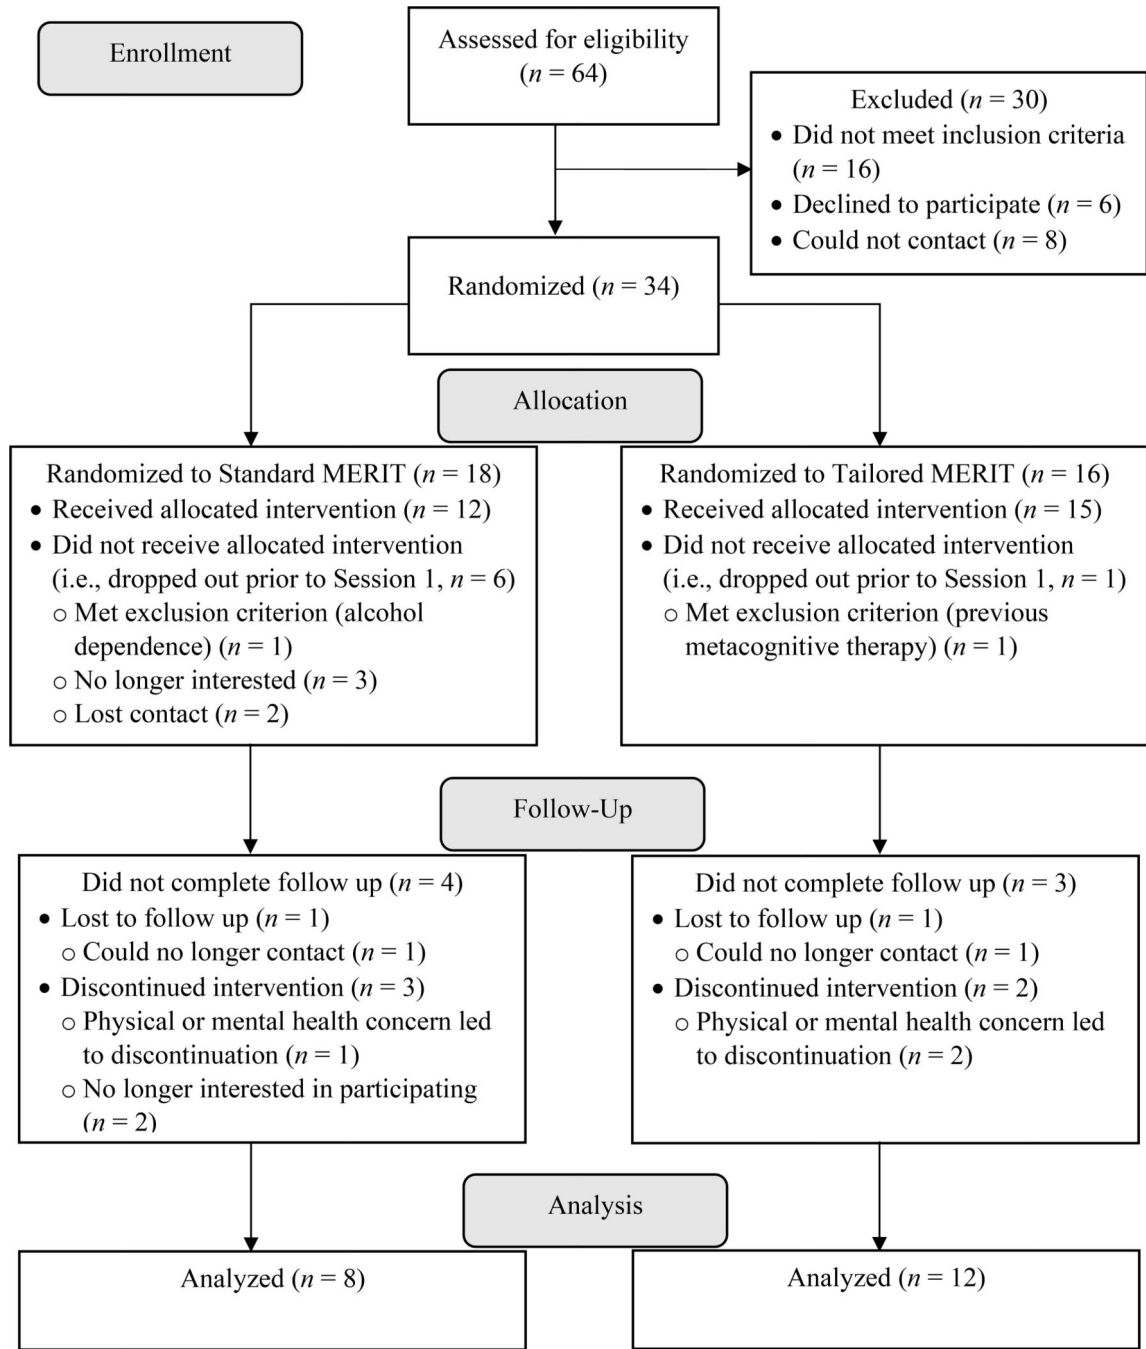 Enrollment
Assessed for eligibility
(n = 64)
Excluded (n = 30)
• Did not meet inclusion criteria
(n = 16)
• Declined to participate (n = 6)
• Could not contact (n = 8)
Randomized (n = 34)
Allocation
Randomized to Standard MERIT (n = 18)
• Received allocated intervention (n = 12)
• Did not receive allocated intervention
(i.e., dropped out prior to Session 1, n = 6)
o Met exclusion criterion (alcohol
dependence) (n = 1)
o No longer interested (n = 3)
o Lost contact (n = 2)
Randomized to Tailored MERIT (n = 16)
• Received allocated intervention (n = 15)
• Did not receive allocated intervention
(i.e., dropped out prior to Session 1, n = 1)
o Met exclusion criterion (previous
metacognitive therapy) (n = 1)
Follow-Up
Did not complete follow up (n = 4)
• Lost to follow up (n = 1)
o Could no longer contact (n = 1)
• Discontinued intervention (n = 3)
o Physical or mental health concern led
to discontinuation (n = 1)
o No longer interested in participating
(n = 2)
Did not complete follow up (n = 3)
• Lost to follow up (n = 1)
o Could no longer contact (n = 1)
• Discontinued intervention (n = 2)
o Physical or mental health concern led
to discontinuation (n = 2)
Analysis
Analyzed (n = 8)
Analyzed (n = 12)